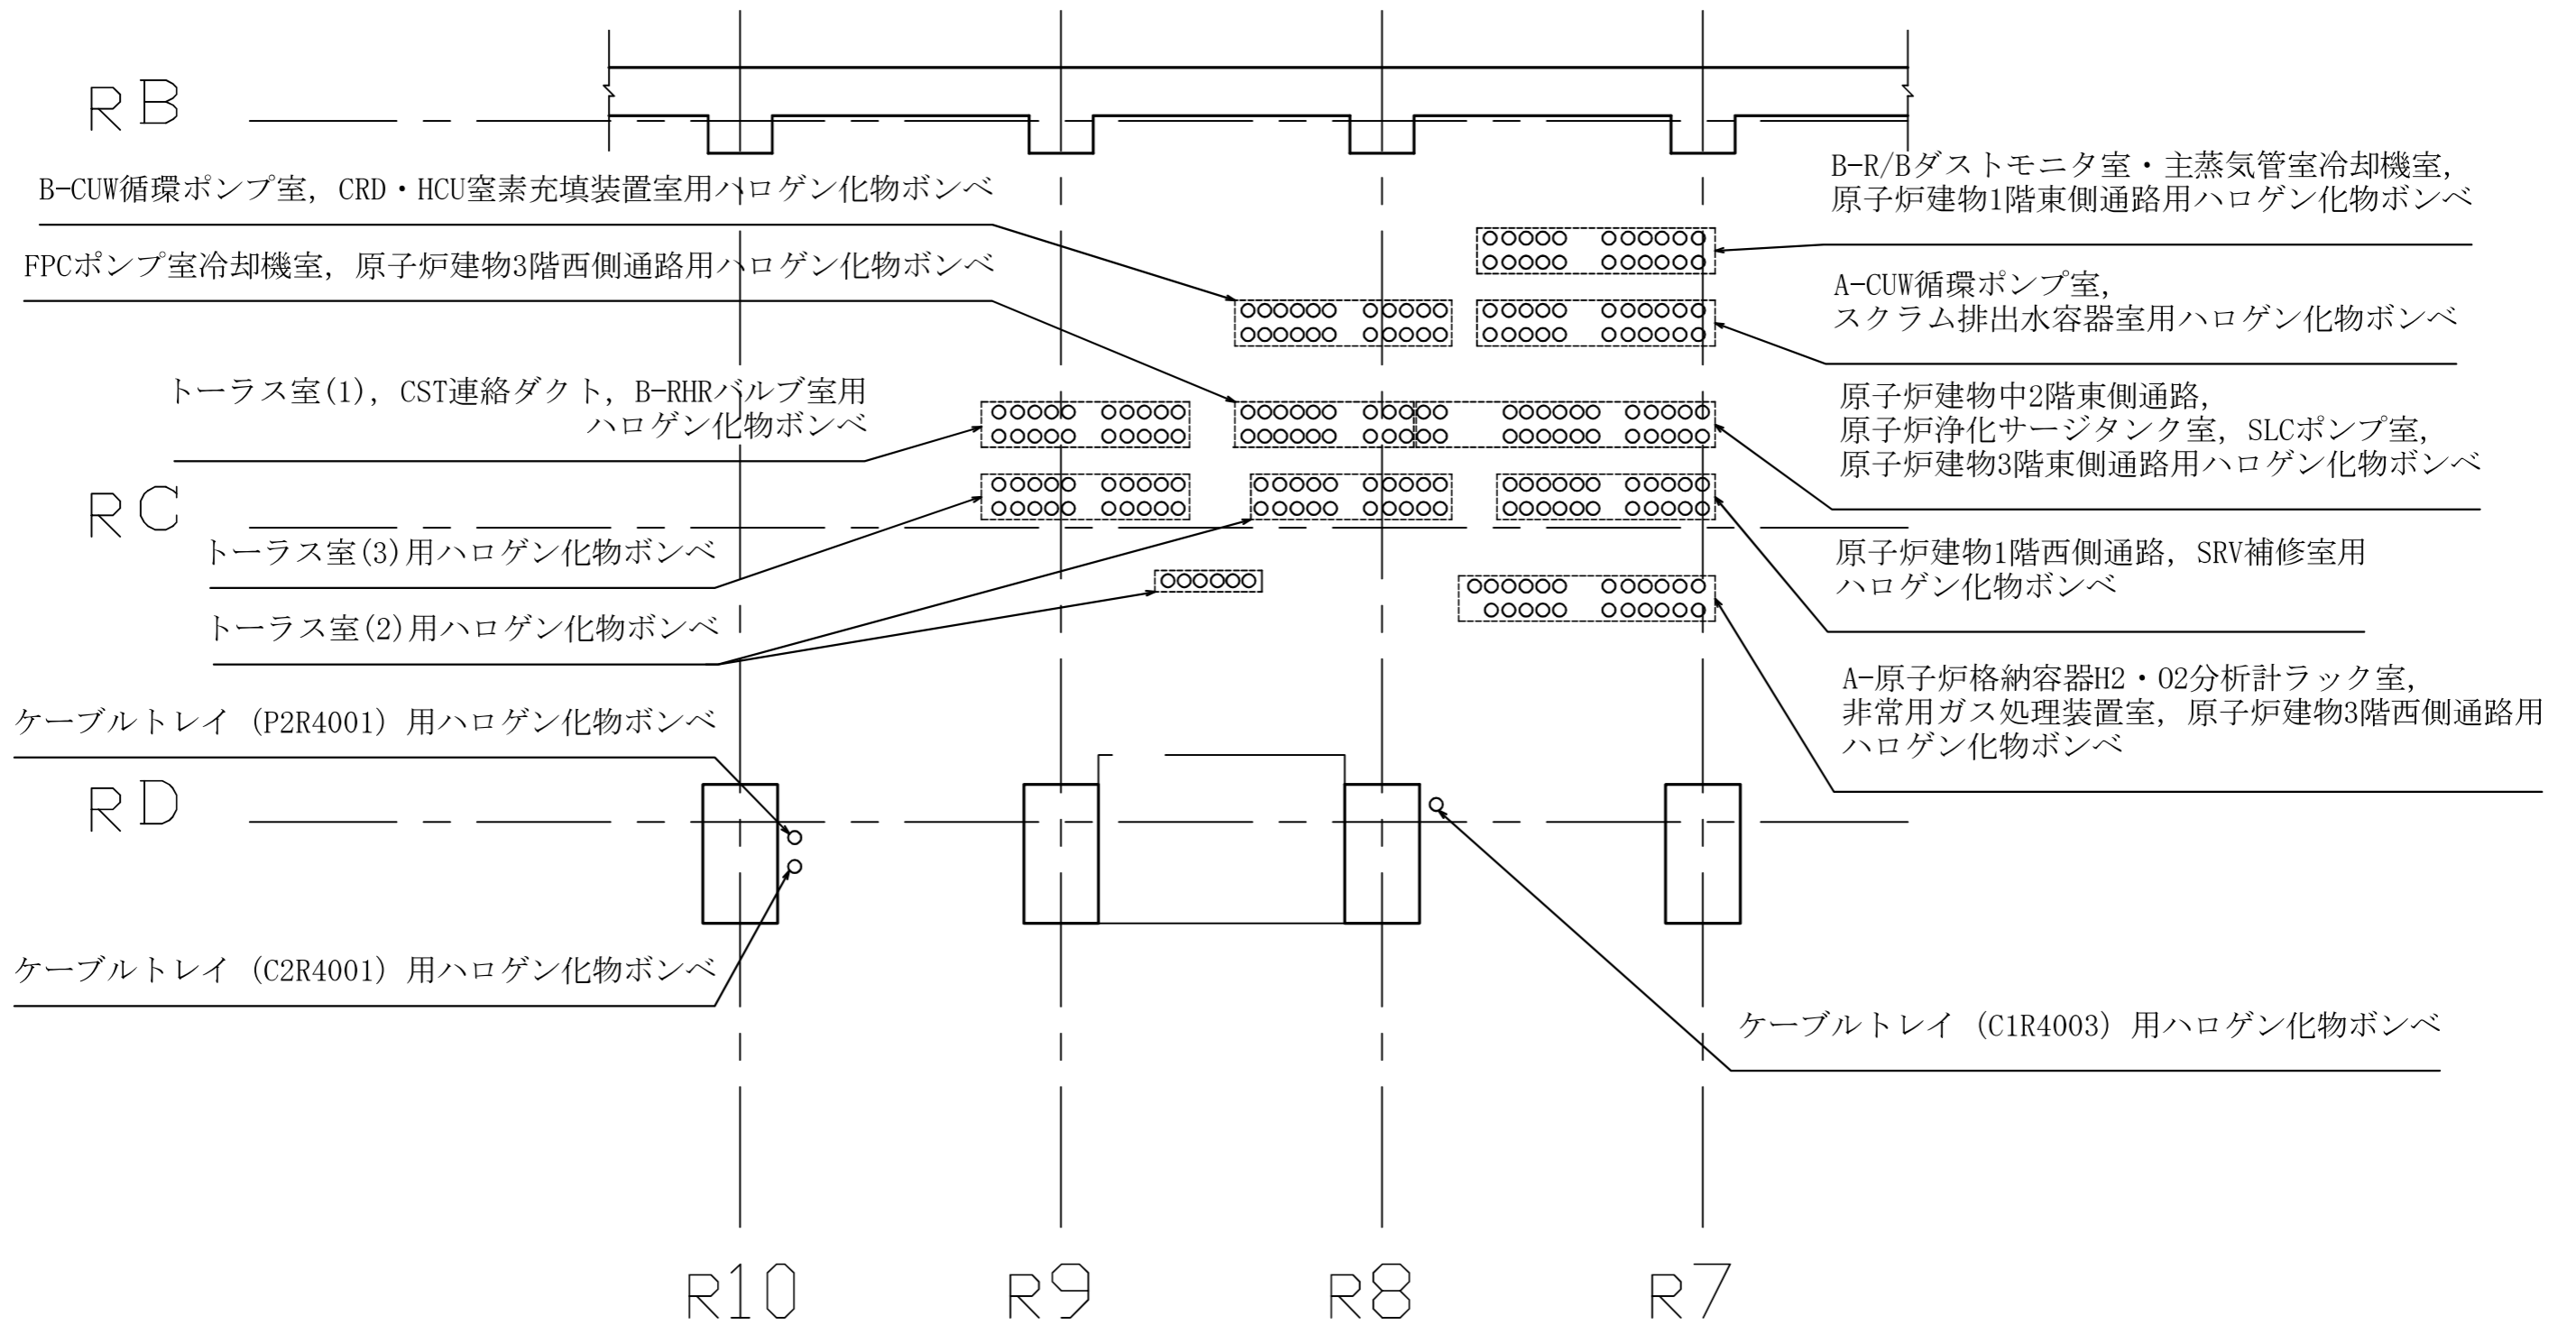 RB
B-CUW循環ポンプ室, CRD・HCU窒素充填装置室用ハロゲン化物ボンベ
FPCポンプ室冷却機室, 原子炉建物3階西側通路用ハロゲン化物ボンベ
トーラス室(1), CST連絡ダクト, B-RHRバルブ室用
ハロゲン化物ボンベ
RC
トーラス室(3)用ハロゲン化物ボンベ
トーラス室(2)用ハロゲン化物ボンベ
ケーブルトレイ (P2R4001) 用ハロゲン化物ボンベ
RD
ケーブルトレイ (C2R4001) 用ハロゲン化物ボンベ
B-R/Bダストモニタ室・主蒸気管室冷却機室,
原子炉建物1階東側通路用ハロゲン化物ボンベ
A-CUW循環ポンプ室,
スクラム排出水容器室用ハロゲン化物ボンベ
原子炉建物中2階東側通路,
原子炉浄化サージタンク室, SLCポンプ室,
原子炉建物3階東側通路用ハロゲン化物ボンベ
原子炉建物1階西側通路, SRV補修室用
ハロゲン化物ボンベ
A-原子炉格納容器H2・O2分析計ラック室,
非常用ガス処理装置室, 原子炉建物3階西側通路用
ハロゲン化物ボンベ
ケーブルトレイ (C1R4003) 用ハロゲン化物ボンベ
R10
R9
R8
R7